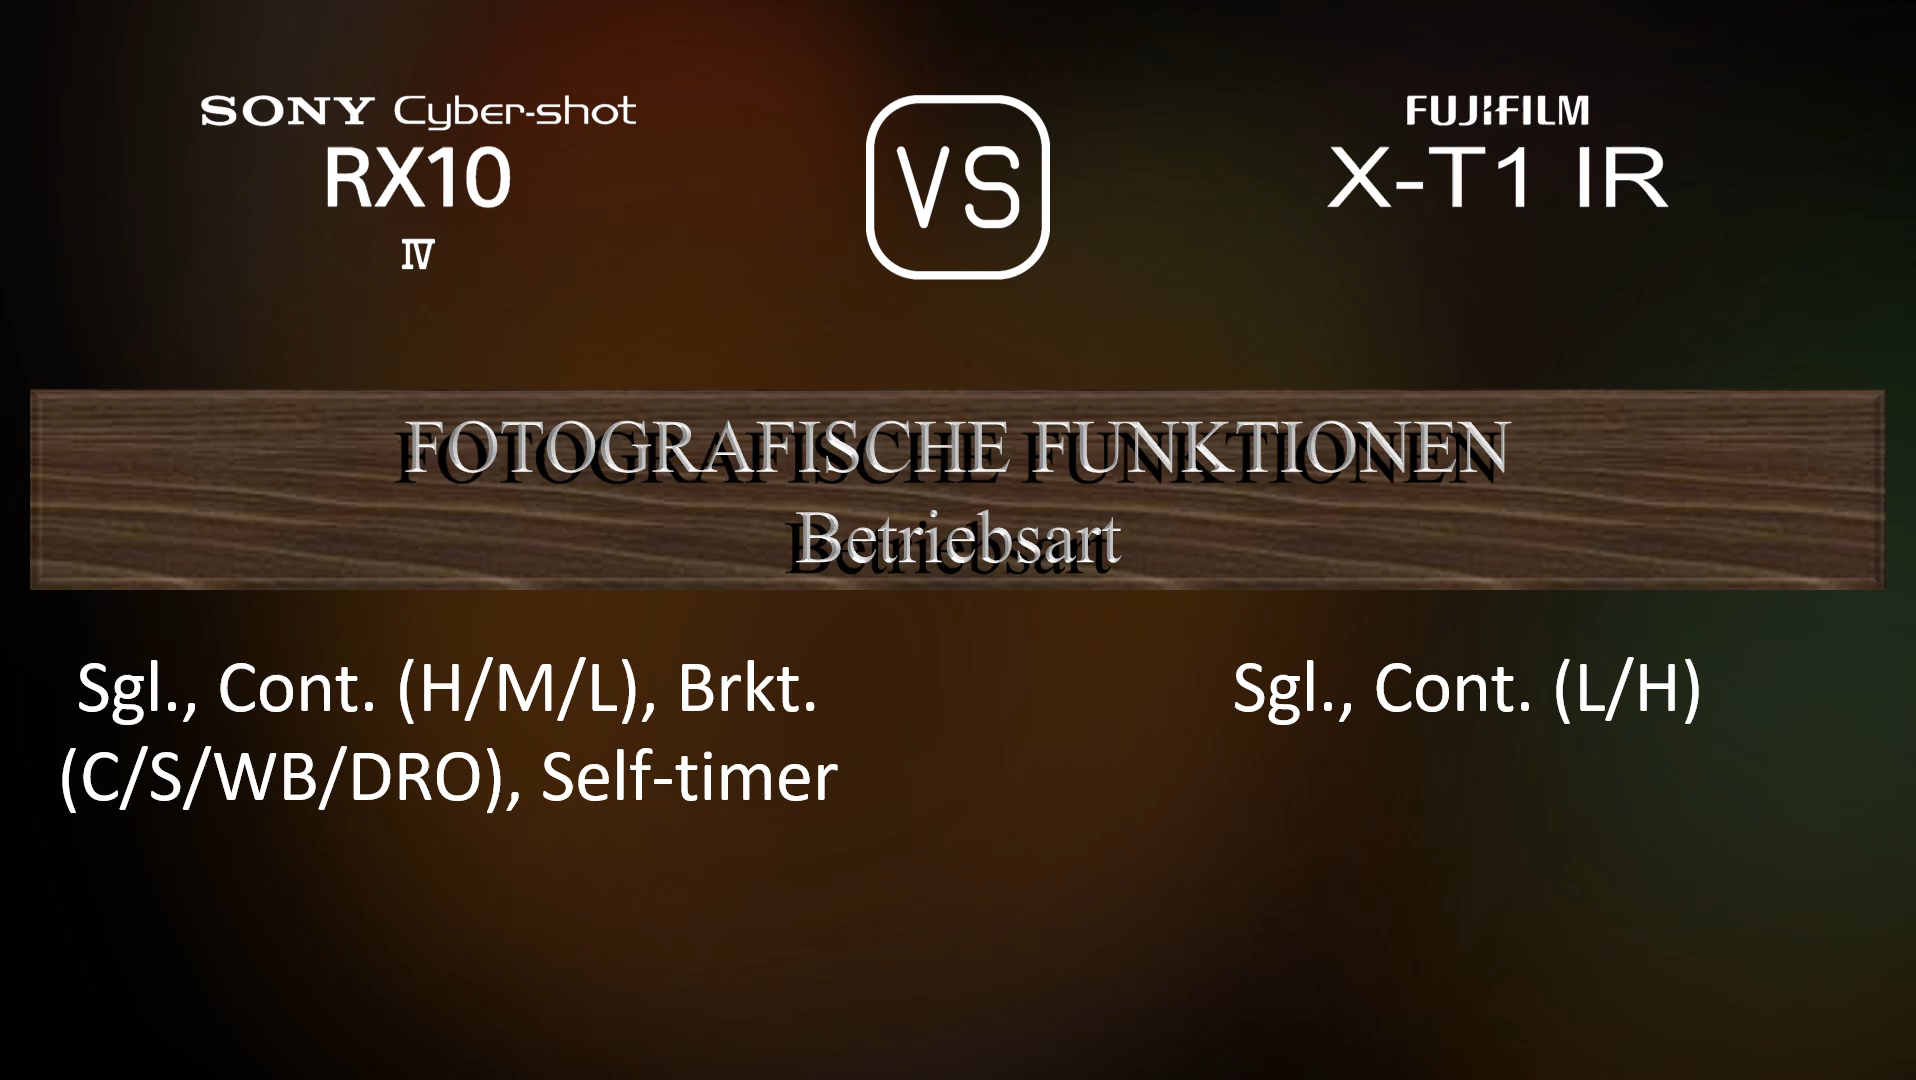 SONY Cyber-shot
RX10
IV
VS
FUJIFILM
X-T1 IR
FOTOGRAFISCHE FUNKTIONEN
Betriebsart
Sgl., Cont. (H/M/L), Brkt.
(C/S/WB/DRO), Self-timer
Sgl., Cont. (L/H)